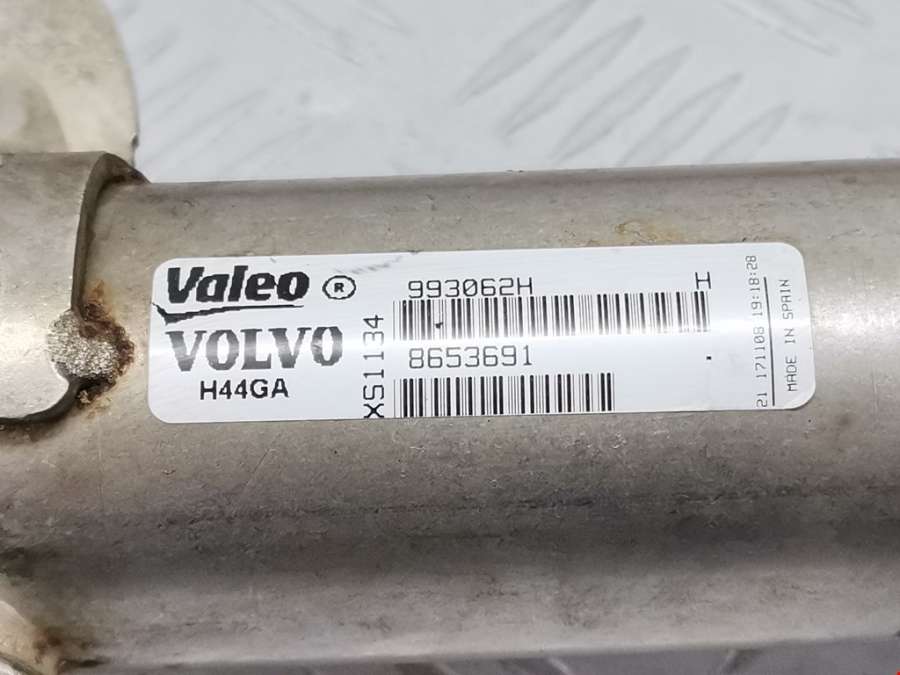 Valeo ®
VOLVO
H44GA
XS1134
993062H
H
8653691
.
21 171108 19:18:28
MADE IN SPAIN